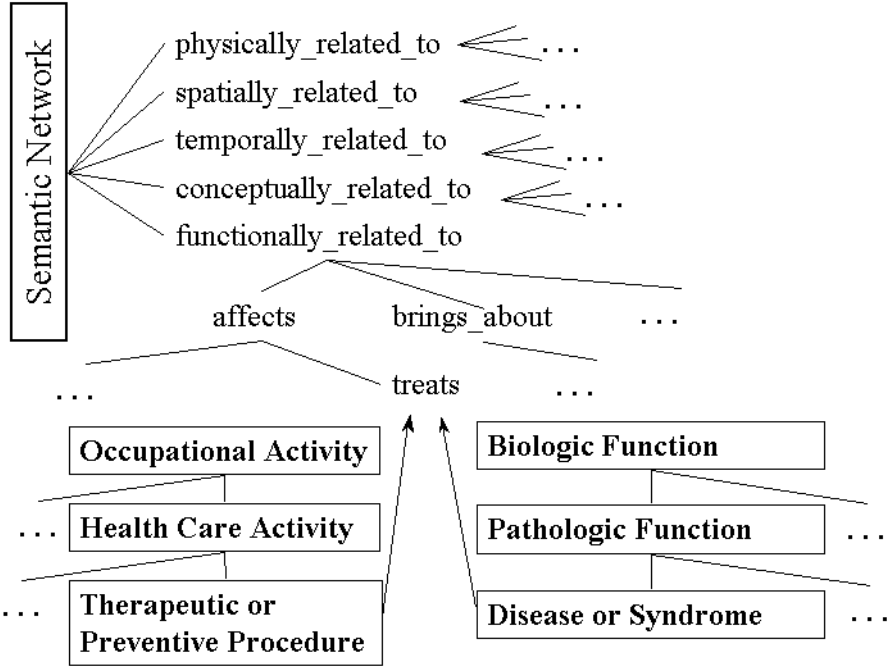 Semantic Network
physically_related_to
. . .
spatially_related_to
. . .
temporally_related_to
. . .
conceptually_related_to
. . .
functionally_related_to
affects
brings_about
. . .
. . .
treats
. . .
Occupational Activity
Biologic Function
. . .
Health Care Activity
Pathologic Function
. . .
. . .
Therapeutic or
Preventive Procedure
Disease or Syndrome
. . .